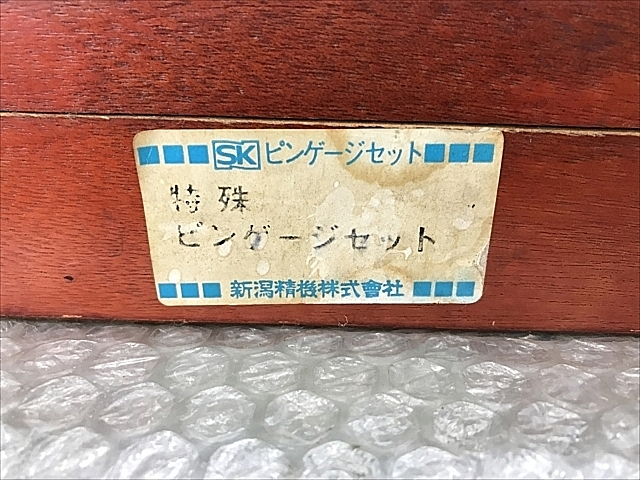 SK ピンゲージセット
特殊
ピンゲージセット
新潟精機株式會社